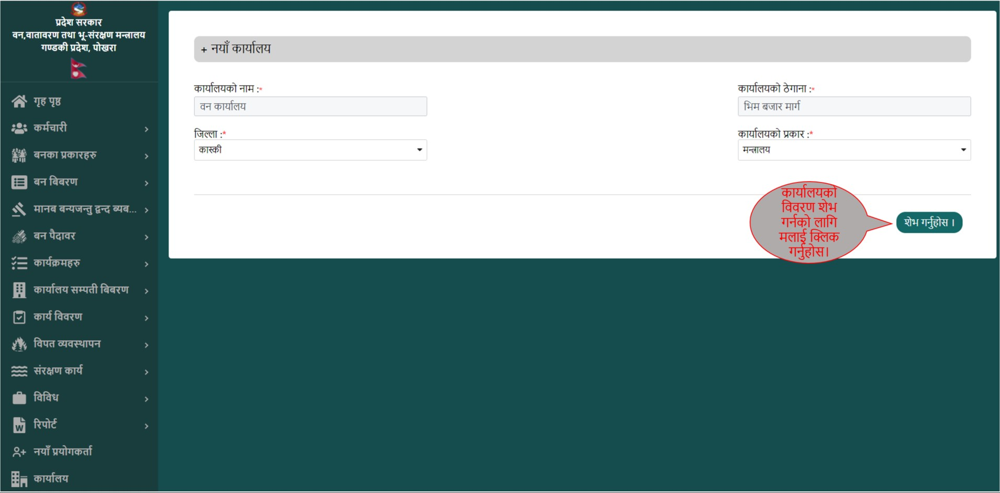 प्रदेश सरकार
वन,वातावरण तथा भू-संरक्षण मन्त्रालय
गण्डकी प्रदेश, पोखरा
गृह पृष्ठ
कर्मचारी
बनका प्रकारहरु
बन बिबरण
मानब बन्यजन्तु द्वन्द ब्यब...
बन पैदावर
कार्यक्रमहरु
कार्यालय सम्पती बिबरण
कार्य विवरण
विपत व्यवस्थापन
संरक्षण कार्य
विविध
रिपोर्ट
नयाँ प्रयोगकर्ता
कार्यालय
+ नयाँ कार्यालय
कार्यालयको नाम :*
वन कार्यालय
कार्यालयको ठेगाना :*
भिम बजार मार्ग
जिल्ला :*
कास्की
कार्यालयको प्रकार :*
मन्त्रालय
कार्यालयको
विवरण शेभ
गर्नको लागि
मलाई क्लिक
गर्नुहोस।
शेभ गर्नुहोस ।